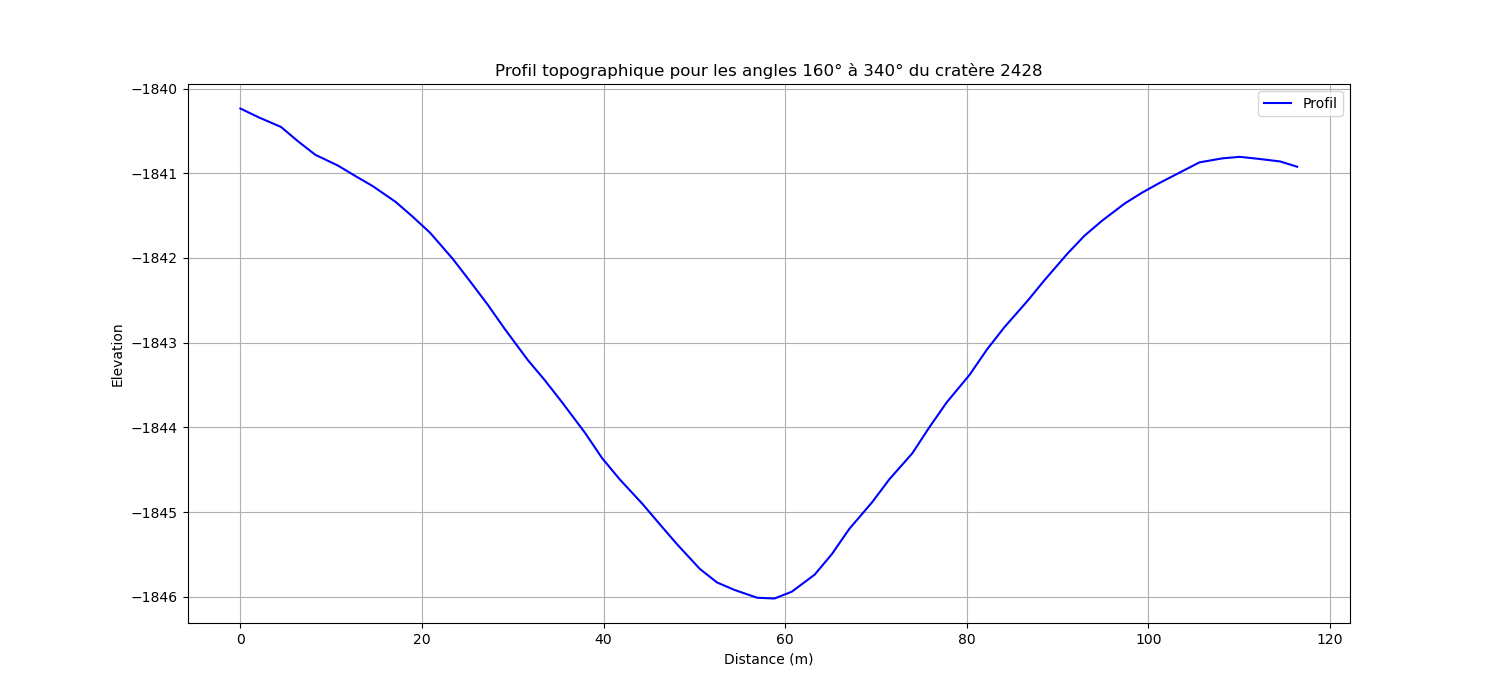 Profil topographique pour les angles 160° à 340° du cratère 2428
Profil
−1840
−1841
−1842
−1843
−1844
−1845
−1846
Elevation
0 20 40 60 80 100 120
Distance (m)